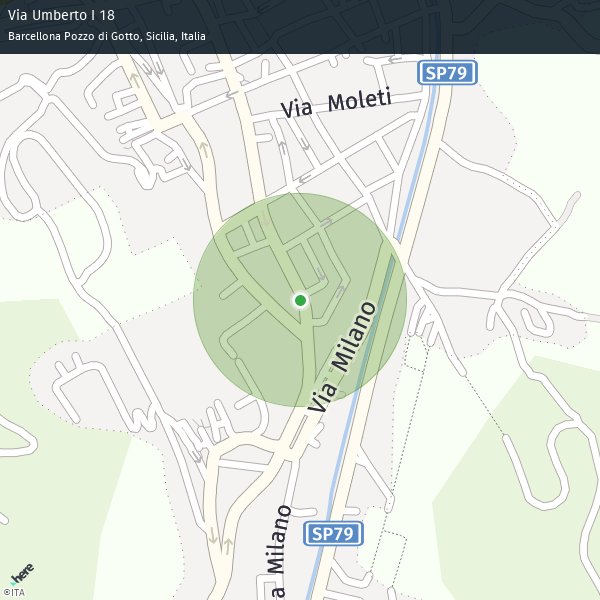 Via Umberto I 18
Barcellona Pozzo di Gotto, Sicilia, Italia
SP79
Via Moleti
Via Milano
SP79
a Milano
here
©ITA